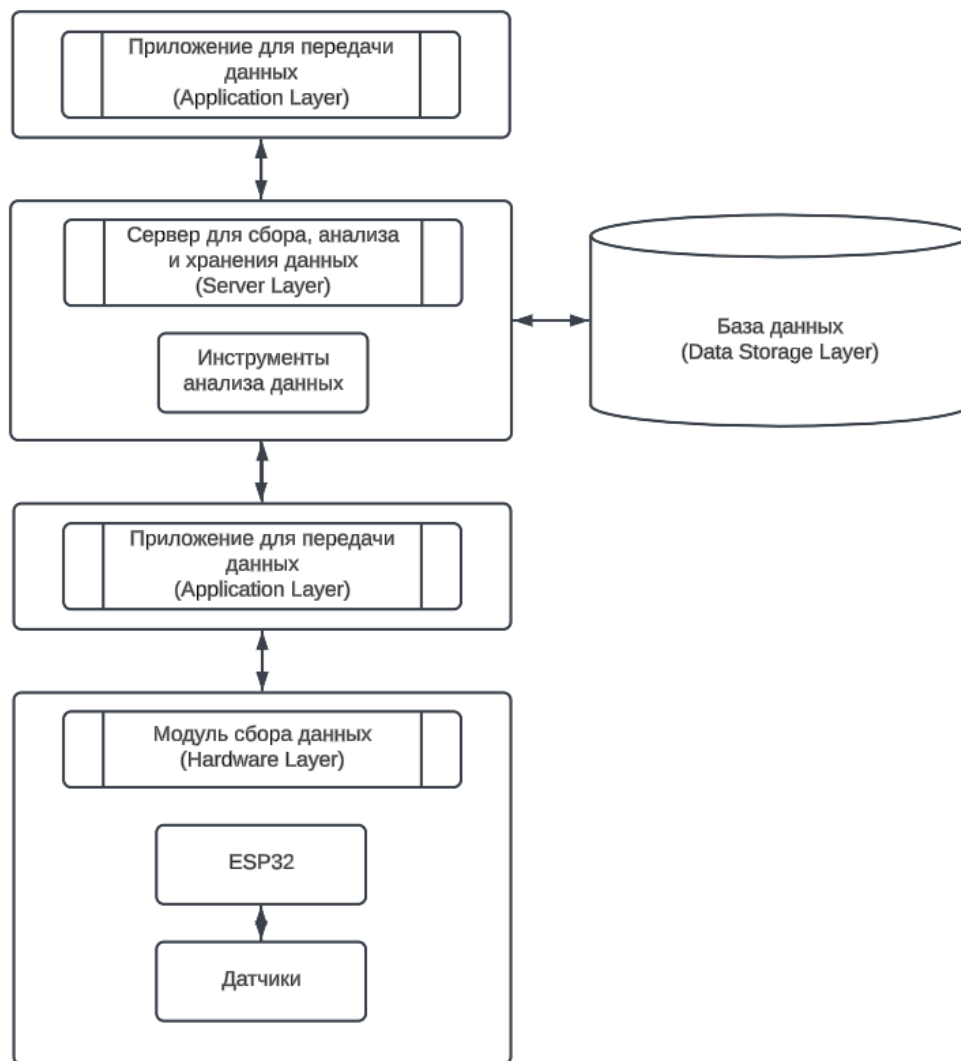 Приложение для передачи
данных
(Application Layer)
Сервер для сбора, анализа
и хранения данных
(Server Layer)
Инструменты
анализа данных
База данных
(Data Storage Layer)
Приложение для передачи
данных
(Application Layer)
Модуль сбора данных
(Hardware Layer)
ESP32
Датчики